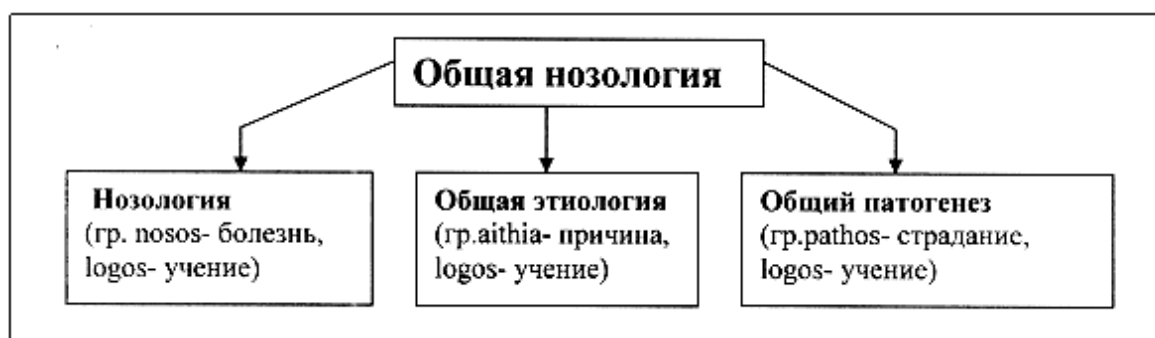 Общая нозология
Нозология
(гр. nosos- болезнь,
logos- учение)
Общая этиология
(гр.aithia- причина,
logos- учение)
Общий патогенез
(гр.pathos- страдание,
logos- учение)